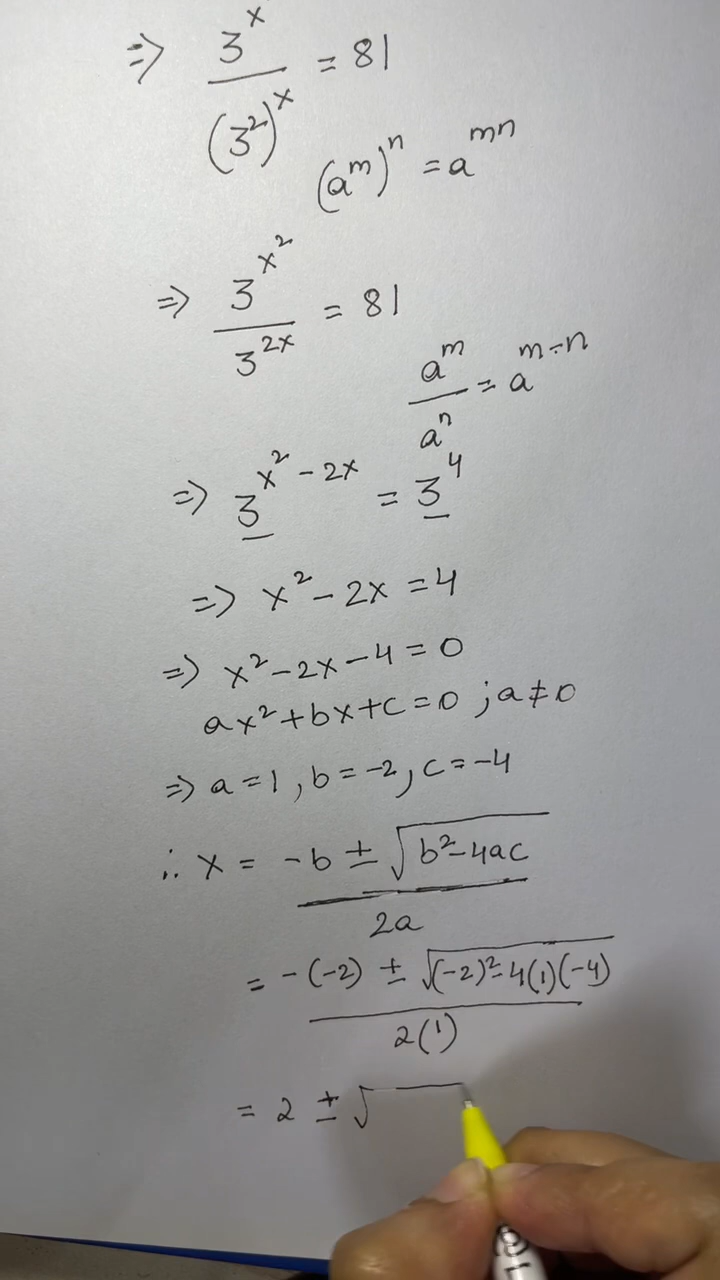 ⇒ 3^x / (3^2)^x = 81
(a^m)^n = a^mn
⇒ 3^x^2 / 3^2x = 81
a^m / a^n = a^m-n
⇒ 3^x^2 - 2x = 3^4
⇒ x^2 - 2x = 4
⇒ x^2 - 2x - 4 = 0
ax^2 + bx + c = 0 ; a ≠ 0
⇒ a = 1, b = -2, c = -4
∴ x = -b ± √b^2 - 4ac / 2a
= -(-2) ± √(-2)^2 - 4(1)(-4) / 2(1)
= 2 ± √